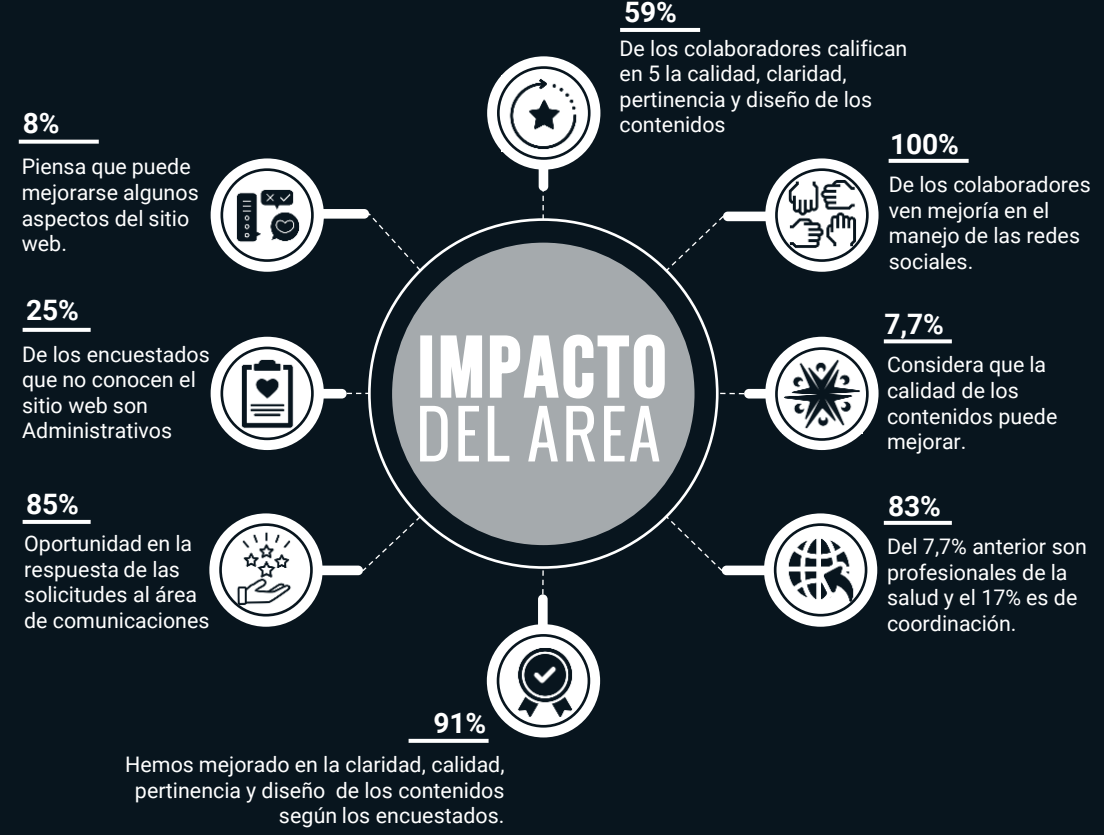 59%
De los colaboradores califican
en 5 la calidad, claridad,
pertinencia y diseño de los
contenidos
8%
Piensa que puede
mejorarse algunos
aspectos del sitio
web.
100%
De los colaboradores
ven mejoría en el
manejo de las redes
sociales.
25%
De los encuestados
que no conocen el
sitio web son
Administrativos
IMPACTO
DEL AREA
7,7%
Considera que la
calidad de los
contenidos puede
mejorar.
85%
Oportunidad en la
respuesta de las
solicitudes al área
de comunicaciones
83%
Del 7,7% anterior son
profesionales de la
salud y el 17% es de
coordinación.
91%
Hemos mejorado en la claridad, calidad,
pertinencia y diseño  de los contenidos
según los encuestados.